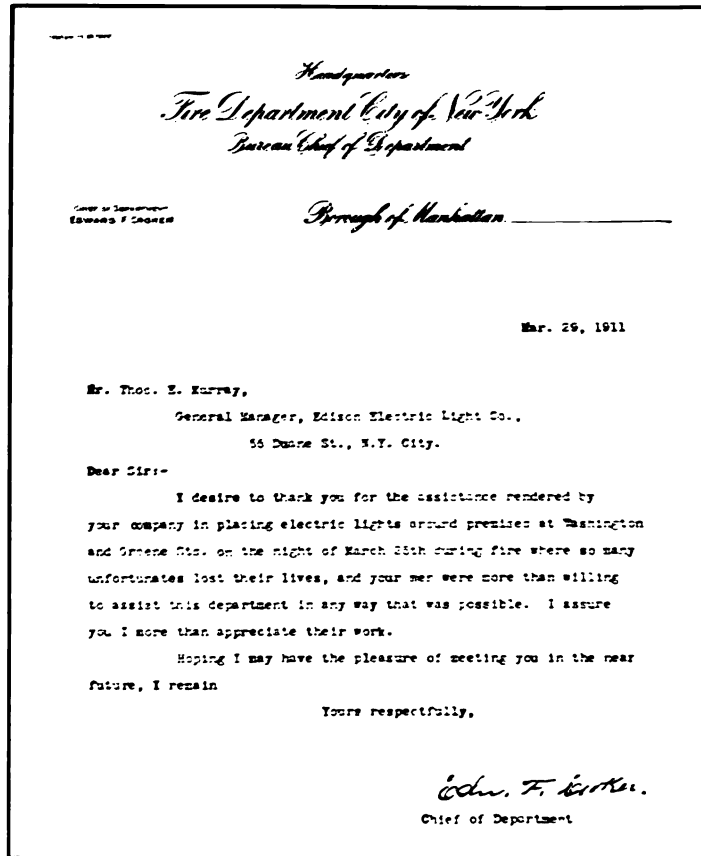 Headquarters
Fire Department City of New York
Bureau Chief of Department
Chief of Department
EDWARD F CROKER
Borough of Manhattan
Mar. 29, 1911
Mr. Thos. E. Murray,
General Manager, Edison Electric Light Co.,
55 Duane St., N.Y. City.
Dear Sir:-
I desire to thank you for the assistance rendered by
your company in placing electric lights around premises at Washington
and Greene Sts. on the night of March 25th during fire where so many
unfortunates lost their lives, and your men were more than willing
to assist this department in any way that was possible. I assure
you I more than appreciate their work.
Hoping I may have the pleasure of meeting you in the near
future, I remain
Yours respectfully,
Edw. F. Croker.
Chief of Department